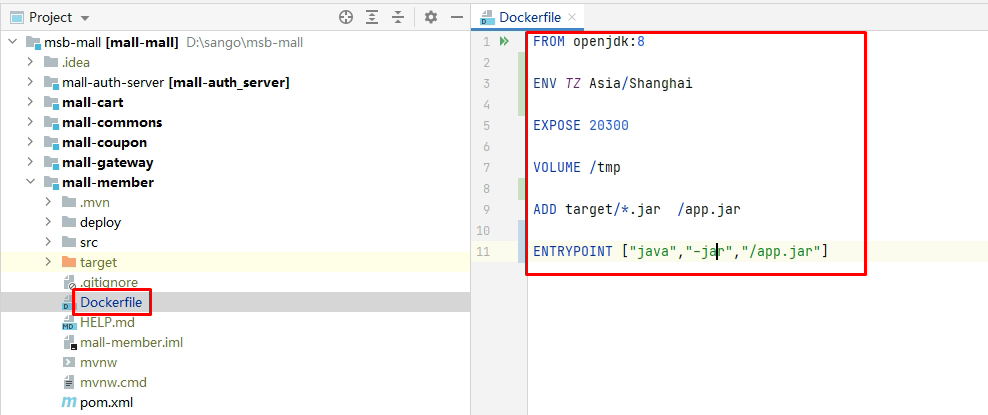 Project
msb-mall [mall-mall] D:\sango\msb-mall
.idea
mall-auth-server [mall-auth_server]
mall-cart
mall-commons
mall-coupon
mall-gateway
mall-member
.mvn
deploy
src
target
.gitignore
Dockerfile
HELP.md
mall-member.iml
mvnw
mvnw.cmd
pom.xml
Dockerfile
1 FROM openjdk:8
2
3 ENV TZ Asia/Shanghai
4
5 EXPOSE 20300
6
7 VOLUME /tmp
8
9 ADD target/*.jar  /app.jar
10
11 ENTRYPOINT ["java","-jar","/app.jar"]